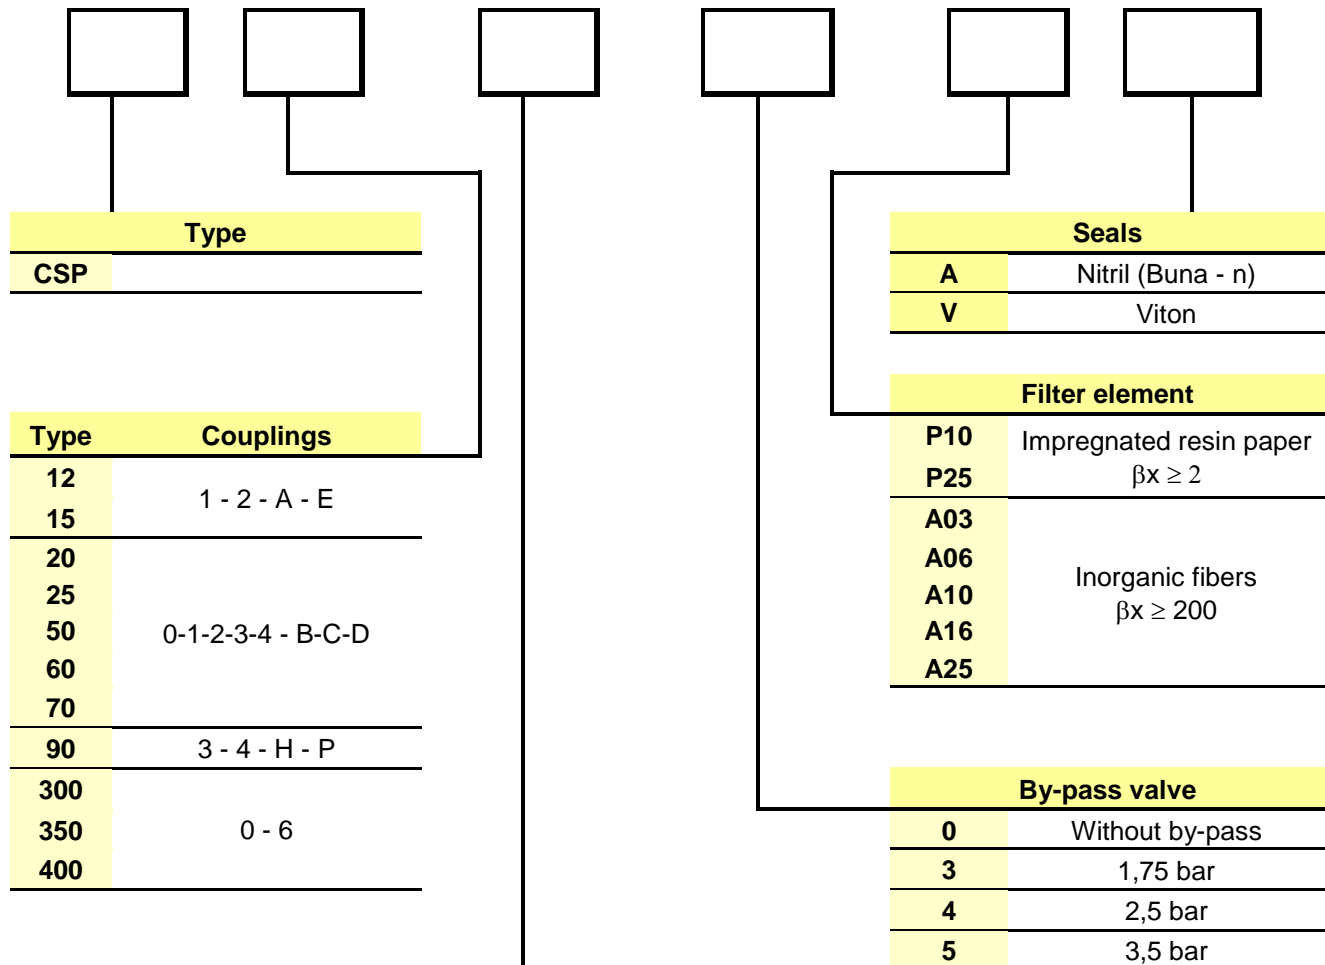 Type
CSP
Type Couplings
12
15
1 - 2 - A - E
20
25
50
60
70
0-1-2-3-4 - B-C-D
90 3 - 4 - H - P
300
350
400
0 - 6
Seals
A Nitril (Buna - n)
V Viton
Filter element
P10
P25
Impregnated resin paper
βx ≥ 2
A03
A06
A10
A16
A25
Inorganic fibers
βx ≥ 200
By-pass valve
0 Without by-pass
3 1,75 bar
4 2,5 bar
5 3,5 bar